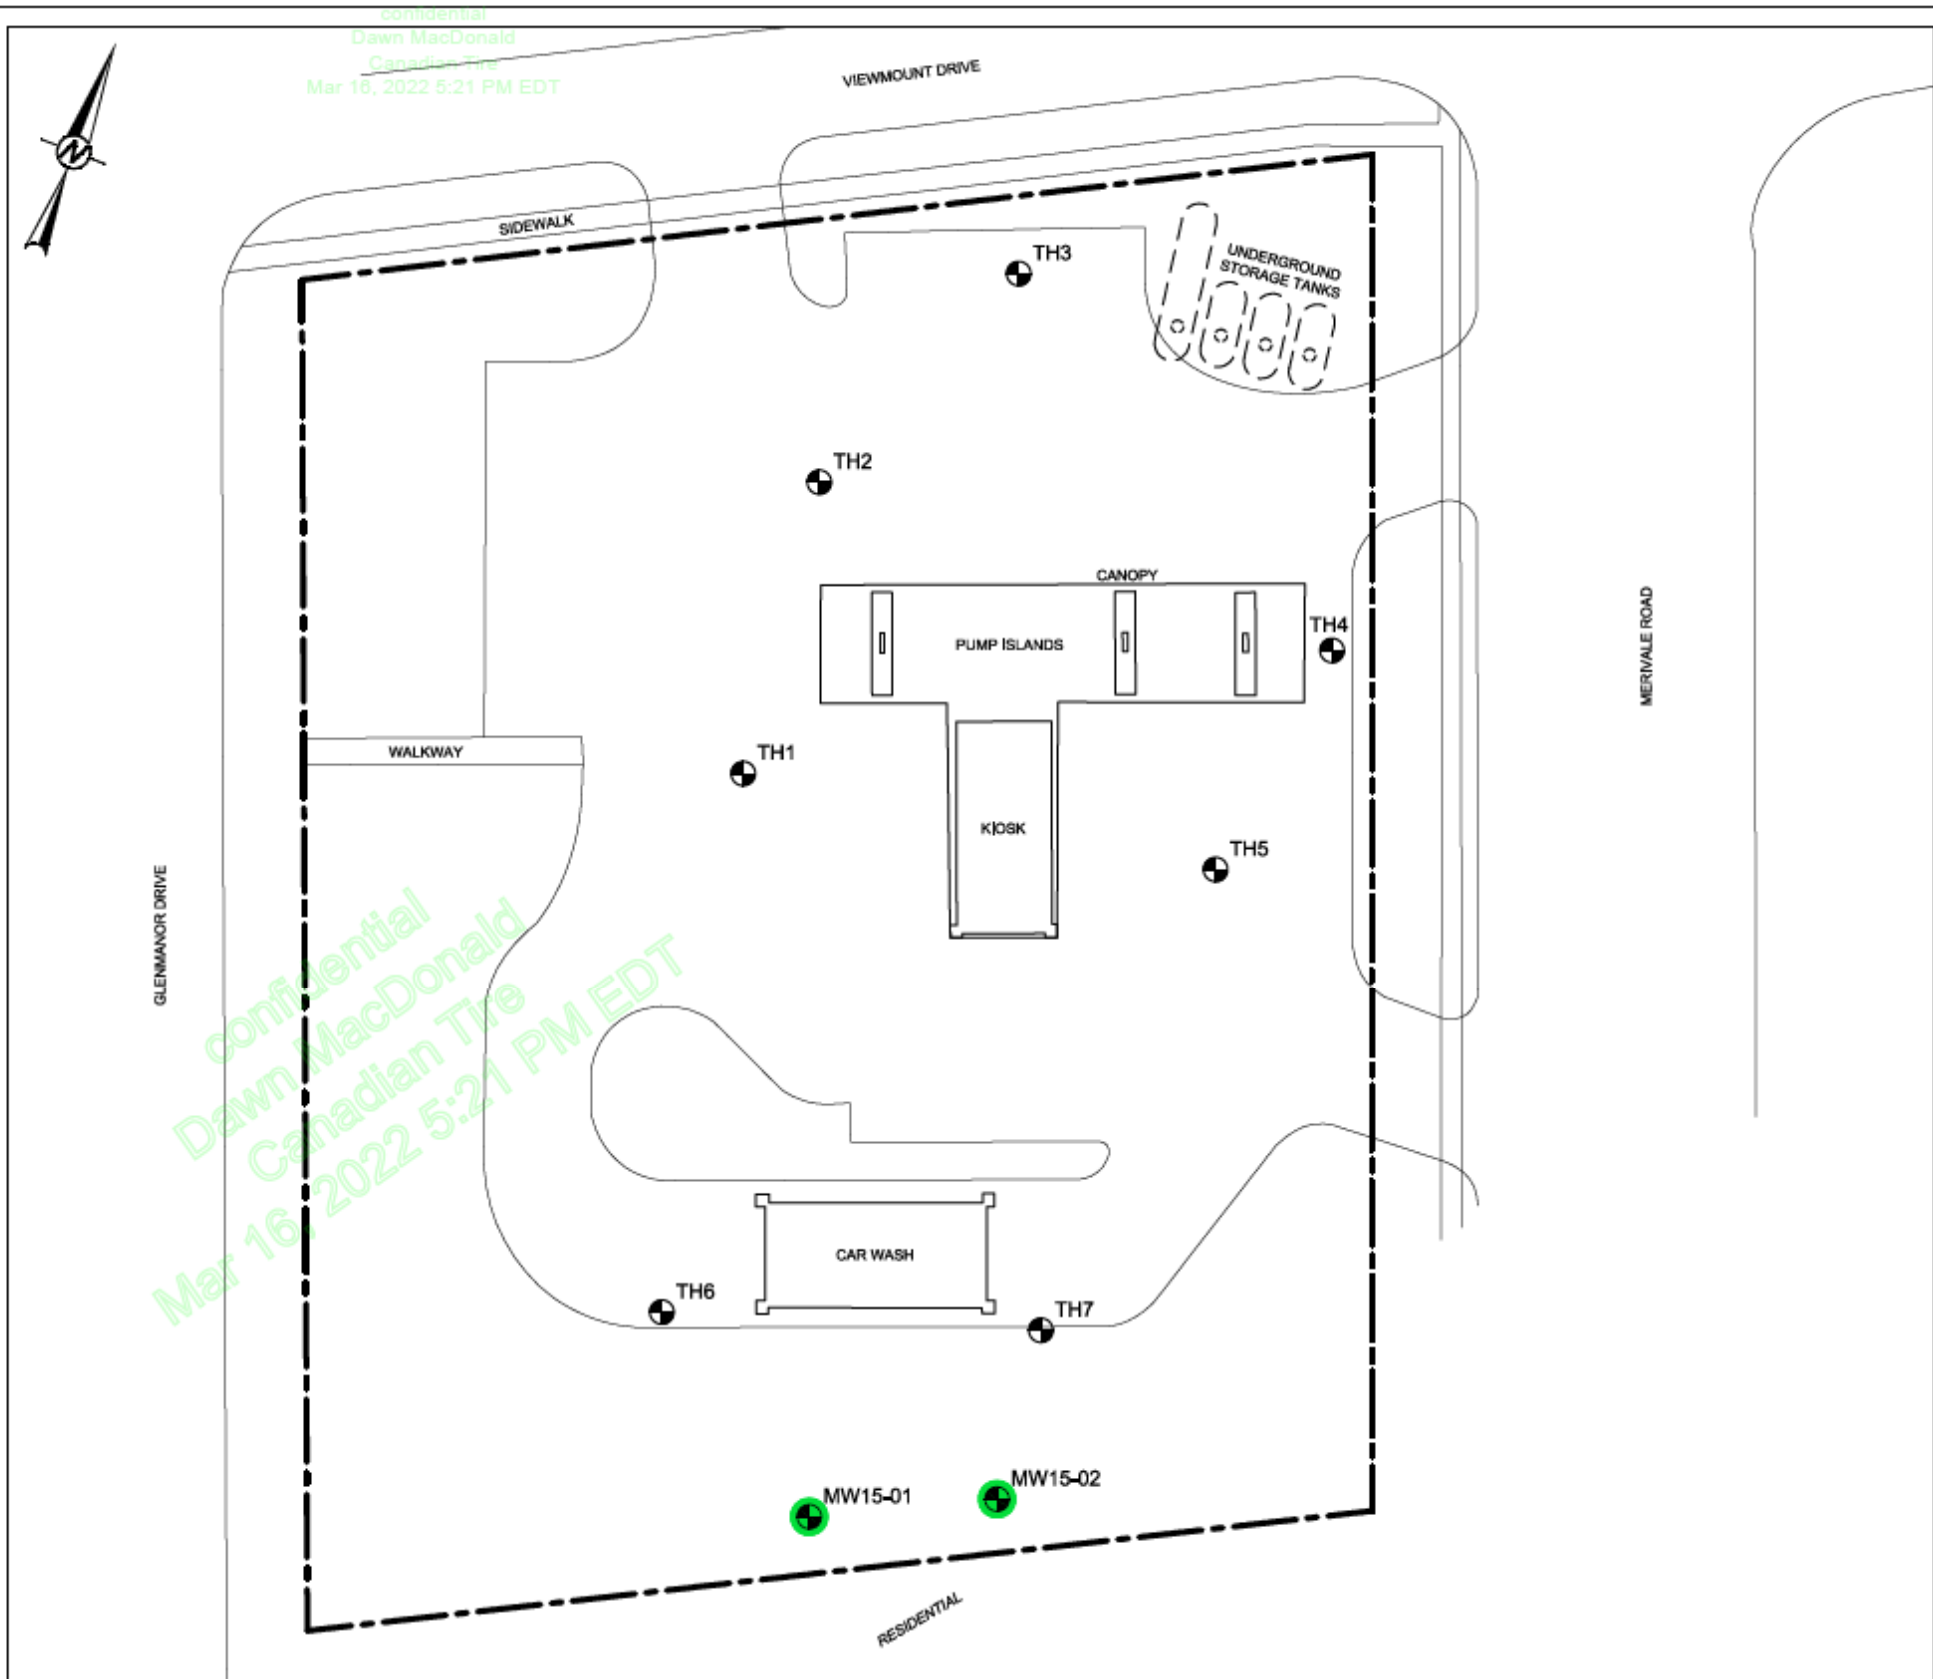 confidential
Dawn MacDonald
Canadian Tire
Mar 16, 2022 5:21 PM EDT
VIEWMOUNT DRIVE
N
SIDEWALK
TH3
UNDERGROUND
STORAGE TANKS
TH2
CANOPY
PUMP ISLANDS
TH4
MERIVALE ROAD
WALKWAY
TH1
KIOSK
TH5
GLENMANOR DRIVE
confidential
Dawn MacDonald
Canadian Tire
Mar 16, 2022 5:21 PM EDT
CAR WASH
TH6
TH7
MW15-01
MW15-02
RESIDENTIAL